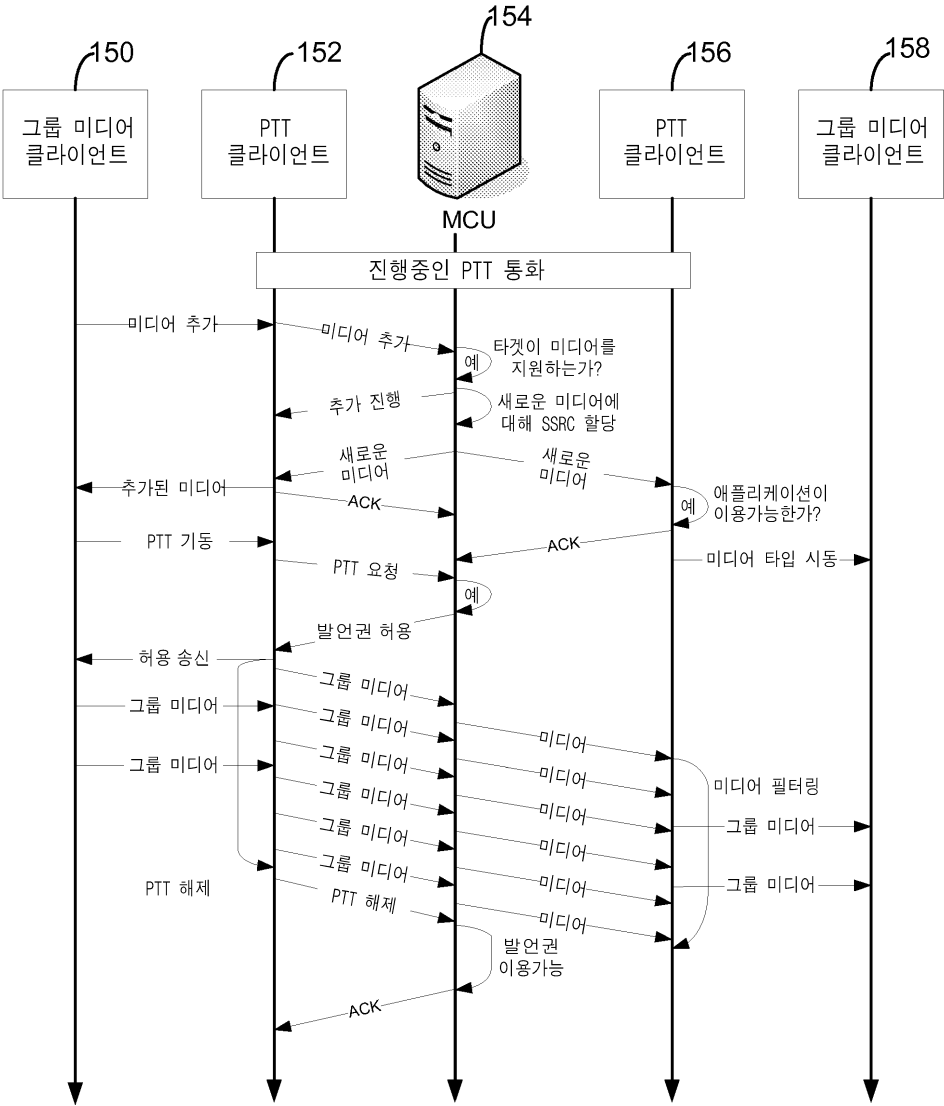 150
152
154
156
158
그룹 미디어
클라이언트
PTT
클라이언트
MCU
PTT
클라이언트
그룹 미디어
클라이언트
진행중인 PTT 통화
미디어 추가
미디어 추가
예
타겟이 미디어를
지원하는가?
추가 진행
새로운 미디어에
대해 SSRC 할당
새로운
미디어
새로운
미디어
추가된 미디어
ACK
예
애플리케이션이
이용가능한가?
PTT 기동
ACK
PTT 요청
미디어 타입 시동
예
발언권 허용
허용 송신
그룹 미디어
그룹 미디어
그룹 미디어
미디어
그룹 미디어
그룹 미디어
미디어
미디어 필터링
그룹 미디어
미디어
그룹 미디어
그룹 미디어
미디어
그룹 미디어
미디어
그룹 미디어
PTT 해제
PTT 해제
미디어
발언권
이용가능
ACK